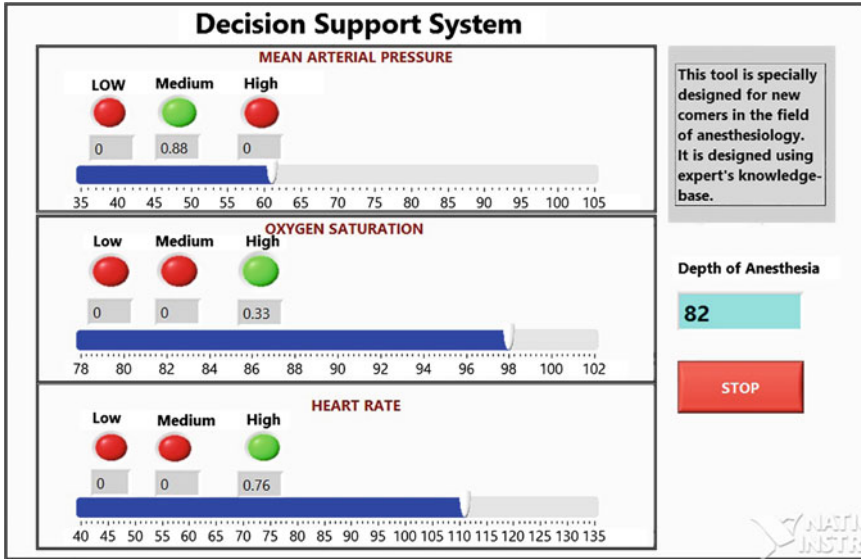 Decision Support System
MEAN ARTERIAL PRESSURE
LOW Medium High
0 0.88 0
35 40 45 50 55 60 65 70 75 80 85 90 95 100 105
OXYGEN SATURATION
Low Medium High
0 0 0.33
78 80 82 84 86 88 90 92 94 96 98 100 102
HEART RATE
Low Medium High
0 0 0.76
40 45 50 55 60 65 70 75 80 85 90 95 100 105 110 115 120 125 130 135
This tool is specially
designed for new
comers in the field
of anesthesiology.
It is designed using
expert's knowledge-
base.
Depth of Anesthesia
82
STOP
NATI
INSTR